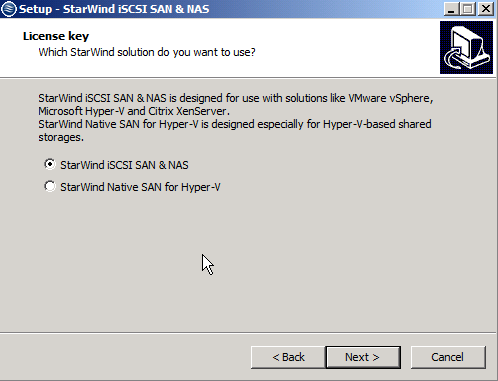 Setup - StarWind iSCSI SAN & NAS
License key
Which StarWind solution do you want to use?
StarWind iSCSI SAN & NAS is designed for use with solutions like VMware vSphere,
Microsoft Hyper-V and Citrix XenServer.
StarWind Native SAN for Hyper-V is designed especially for Hyper-V-based shared
storages.
StarWind iSCSI SAN & NAS
StarWind Native SAN for Hyper-V
< Back
Next >
Cancel